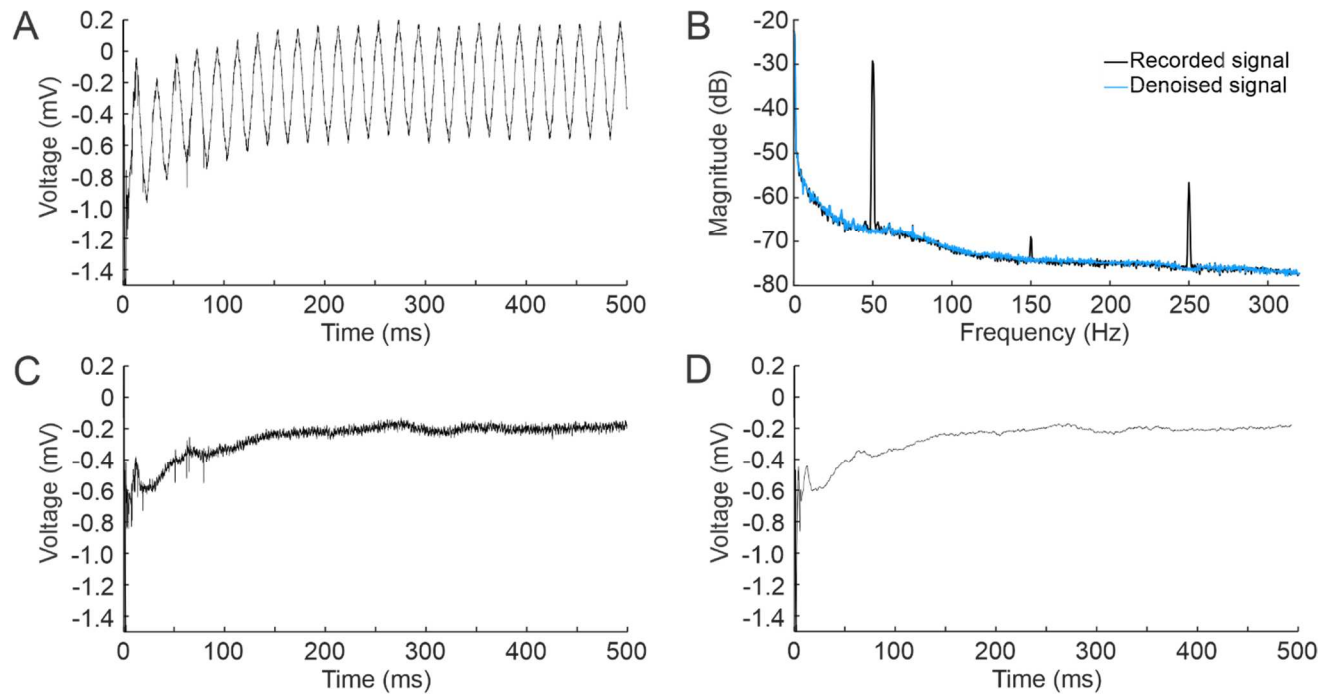 A
Voltage (mV)
0.2
0
-0.2
-0.4
-0.6
-0.8
-1.0
-1.2
-1.4
0 100 200 300 400 500
Time (ms)
B
Magnitude (dB)
-20
-30
-40
-50
-60
-70
-80
Recorded signal
Denoised signal
0 50 100 150 200 250 300
Frequency (Hz)
C
Voltage (mV)
0.2
0
-0.2
-0.4
-0.6
-0.8
-1.0
-1.2
-1.4
0 100 200 300 400 500
Time (ms)
D
Voltage (mV)
0.2
0
-0.2
-0.4
-0.6
-0.8
-1.0
-1.2
-1.4
0 100 200 300 400 500
Time (ms)